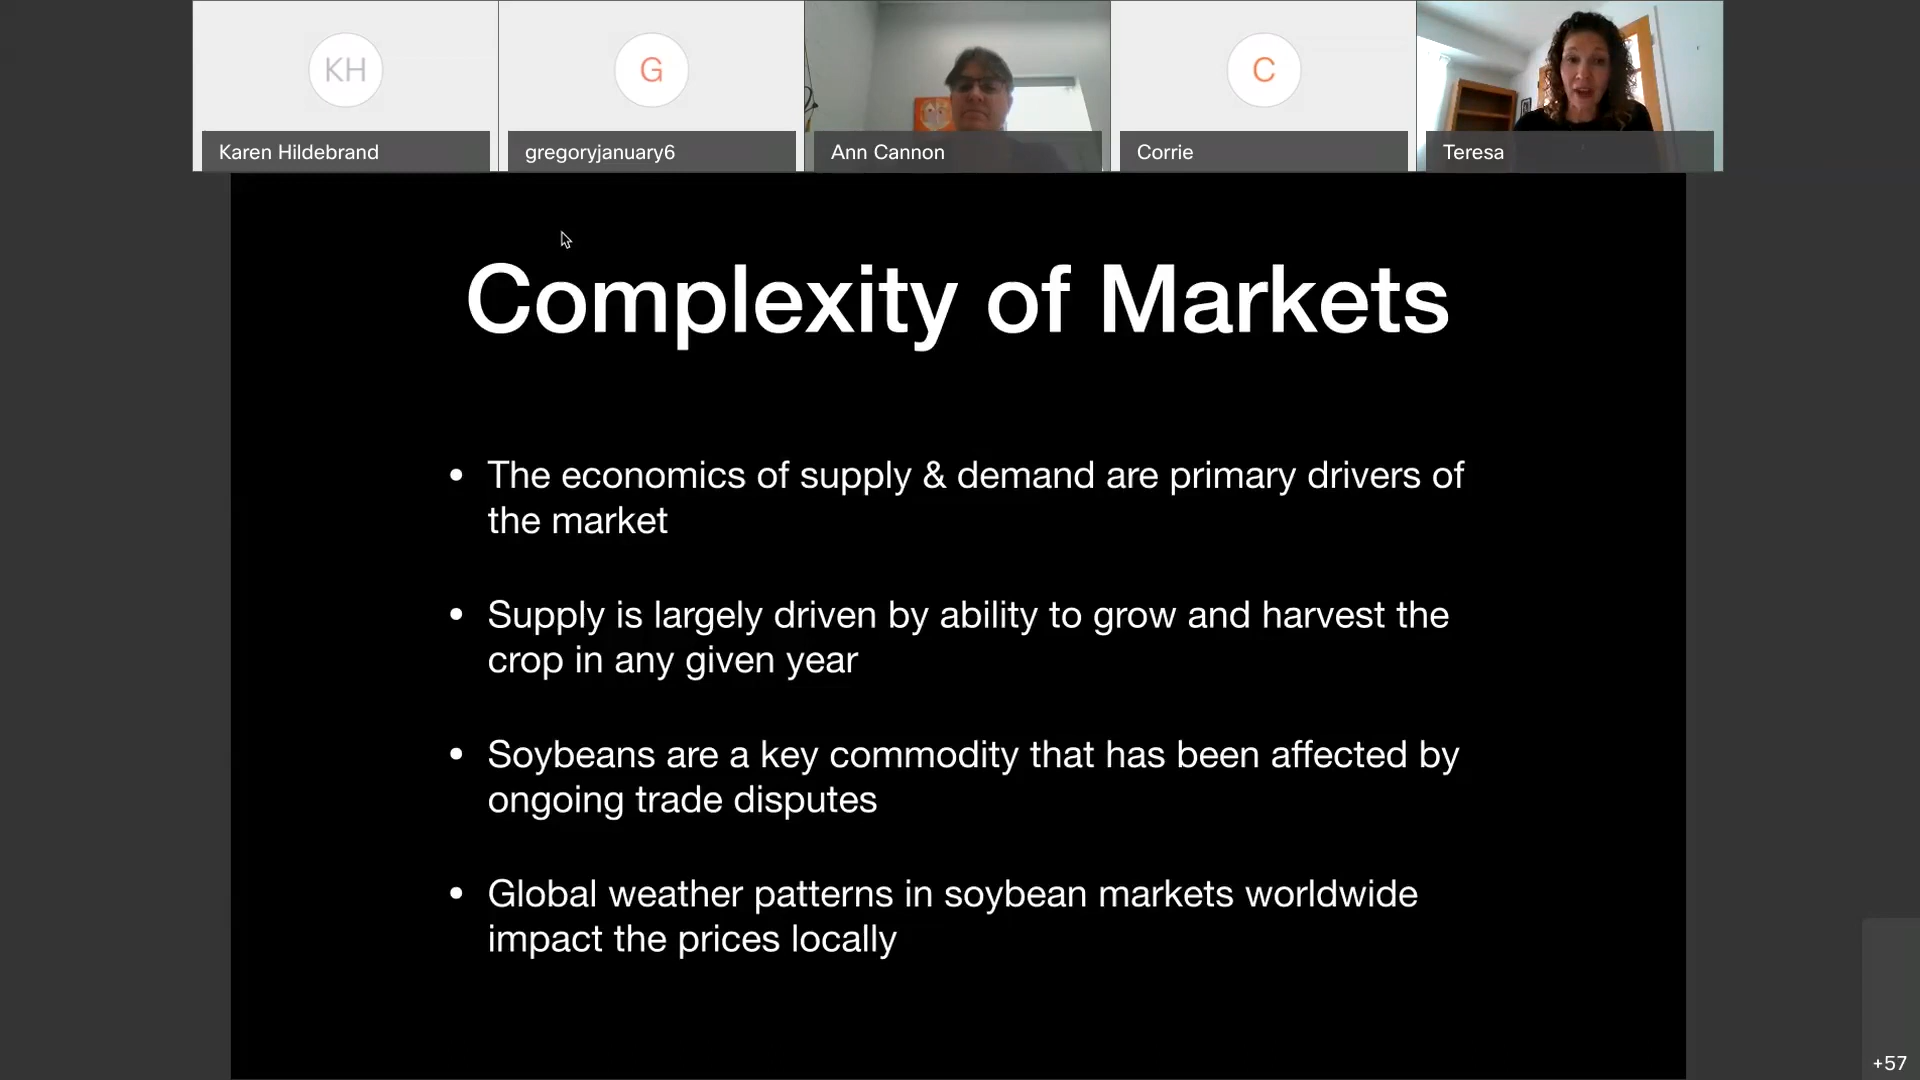 KH
G
C
Karen Hildebrand
gregoryjanuary6
Ann Cannon
Corrie
Teresa
Complexity of Markets
• The economics of supply & demand are primary drivers of
the market
• Supply is largely driven by ability to grow and harvest the
crop in any given year
• Soybeans are a key commodity that has been affected by
ongoing trade disputes
• Global weather patterns in soybean markets worldwide
impact the prices locally
+57